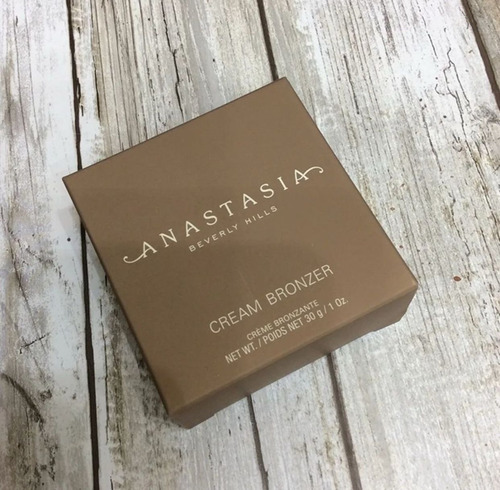 ANASTASIA
BEVERLY HILLS
CREAM BRONZER
CRÈME BRONZANTE
NET WT. / POIDS NET 30 g / 1 Oz.